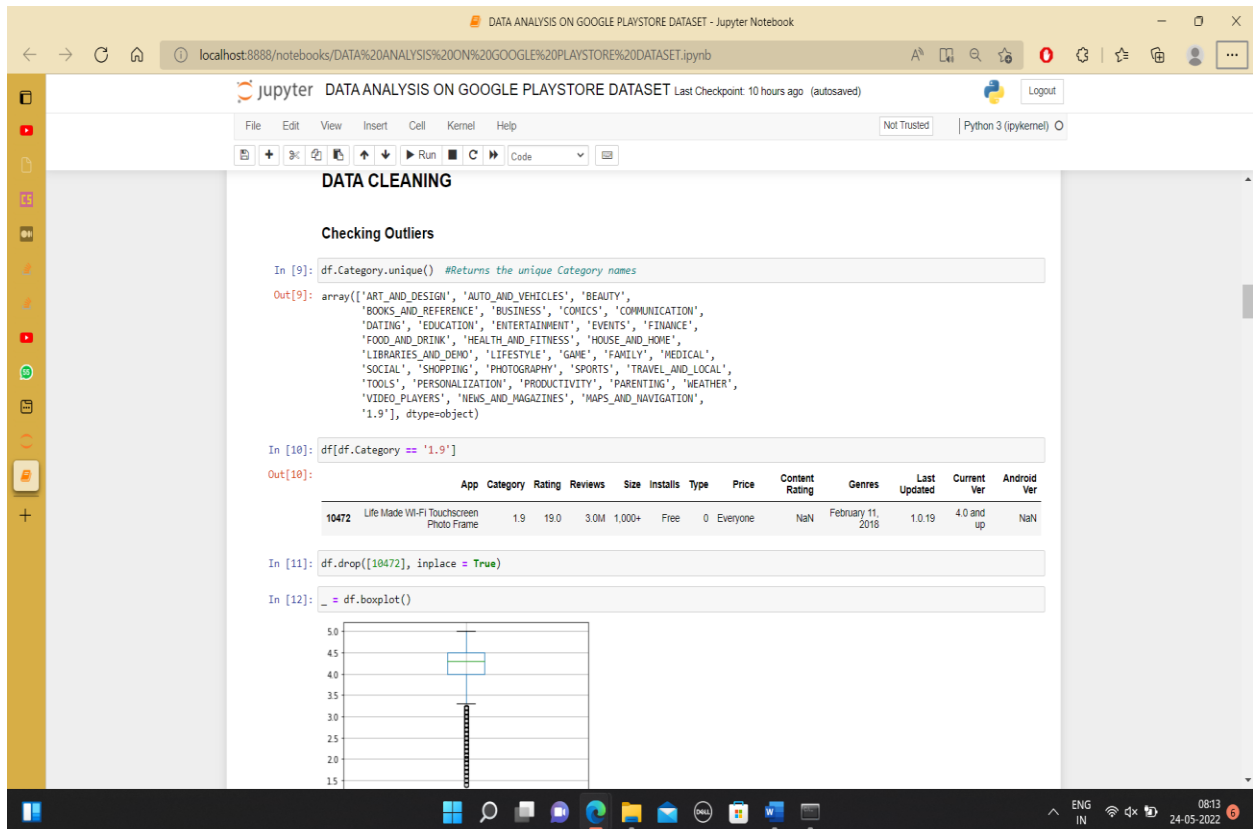 DATA ANALYSIS ON GOOGLE PLAYSTORE DATASET - Jupyter Notebook
localhost:8888/notebooks/DATA%20ANALYSIS%20ON%20GOOGLE%20PLAYSTORE%20DATASET.ipynb
jupyter DATA ANALYSIS ON GOOGLE PLAYSTORE DATASET Last Checkpoint: 10 hours ago (autosaved)
Logout
File Edit View Insert Cell Kernel Help
Not Trusted
Python 3 (ipykernel)
Run
Code
DATA CLEANING
Checking Outliers
In [9]: df.Category.unique() #Returns the unique Category names
Out[9]: array(['ART_AND_DESIGN', 'AUTO_AND_VEHICLES', 'BEAUTY',
'BOOKS_AND_REFERENCE', 'BUSINESS', 'COMICS', 'COMMUNICATION',
'DATING', 'EDUCATION', 'ENTERTAINMENT', 'EVENTS', 'FINANCE',
'FOOD_AND_DRINK', 'HEALTH_AND_FITNESS', 'HOUSE_AND_HOME',
'LIBRARIES_AND_DEMO', 'LIFESTYLE', 'GAME', 'FAMILY', 'MEDICAL',
'SOCIAL', 'SHOPPING', 'PHOTOGRAPHY', 'SPORTS', 'TRAVEL_AND_LOCAL',
'TOOLS', 'PERSONALIZATION', 'PRODUCTIVITY', 'PARENTING', 'WEATHER',
'VIDEO_PLAYERS', 'NEWS_AND_MAGAZINES', 'MAPS_AND_NAVIGATION',
'1.9'], dtype=object)
In [10]: df[df.Category == '1.9']
Out[10]:
App Category Rating Reviews Size Installs Type Price Content Rating Genres Last Updated Current Ver Android Ver
10472 Life Made WI-Fi Touchscreen Photo Frame 1.9 19.0 3.0M 1,000+ Free 0 Everyone NaN February 11, 2018 1.0.19 4.0 and up NaN
In [11]: df.drop([10472], inplace = True)
In [12]: _ = df.boxplot()
5.0
4.5
4.0
3.5
3.0
2.5
2.0
1.5
CS
DELL
W
ENG
IN
08:13
24-05-2022
6